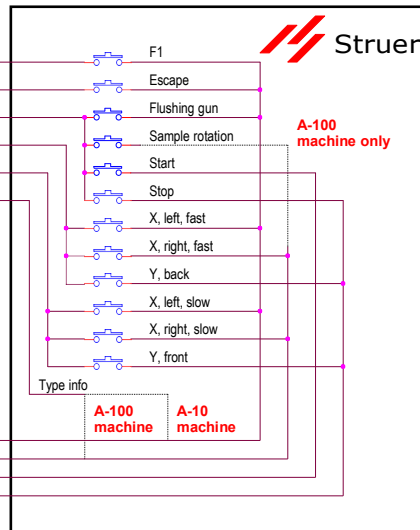 F1
Struer
Escape
Flushing gun
Sample rotation
A-100
machine only
Start
Stop
X, left, fast
X, right, fast
Y, back
X, left, slow
X, right, slow
Y, front
Type info
A-100
machine
A-10
machine